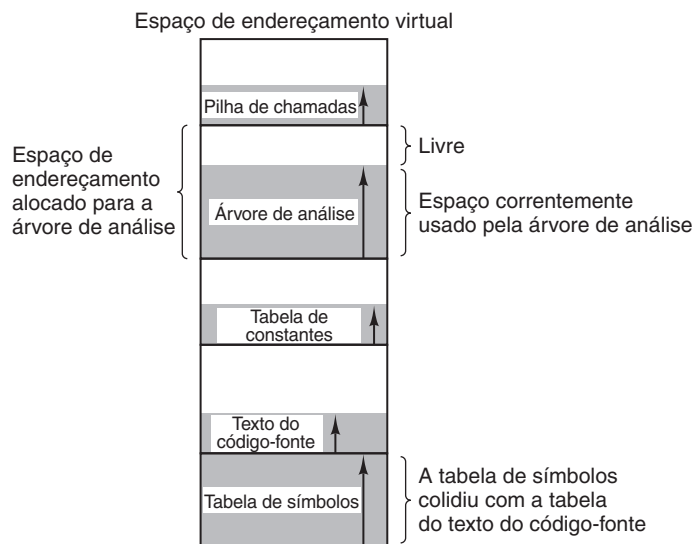 Espaço de endereçamento virtual
Pilha de chamadas
Livre
Espaço de
endereçamento
alocado para a
árvore de análise
Árvore de análise
Espaço correntemente
usado pela árvore de análise
Tabela de
constantes
Texto do
código-fonte
Tabela de símbolos
A tabela de símbolos
colidiu com a tabela
do texto do código-fonte